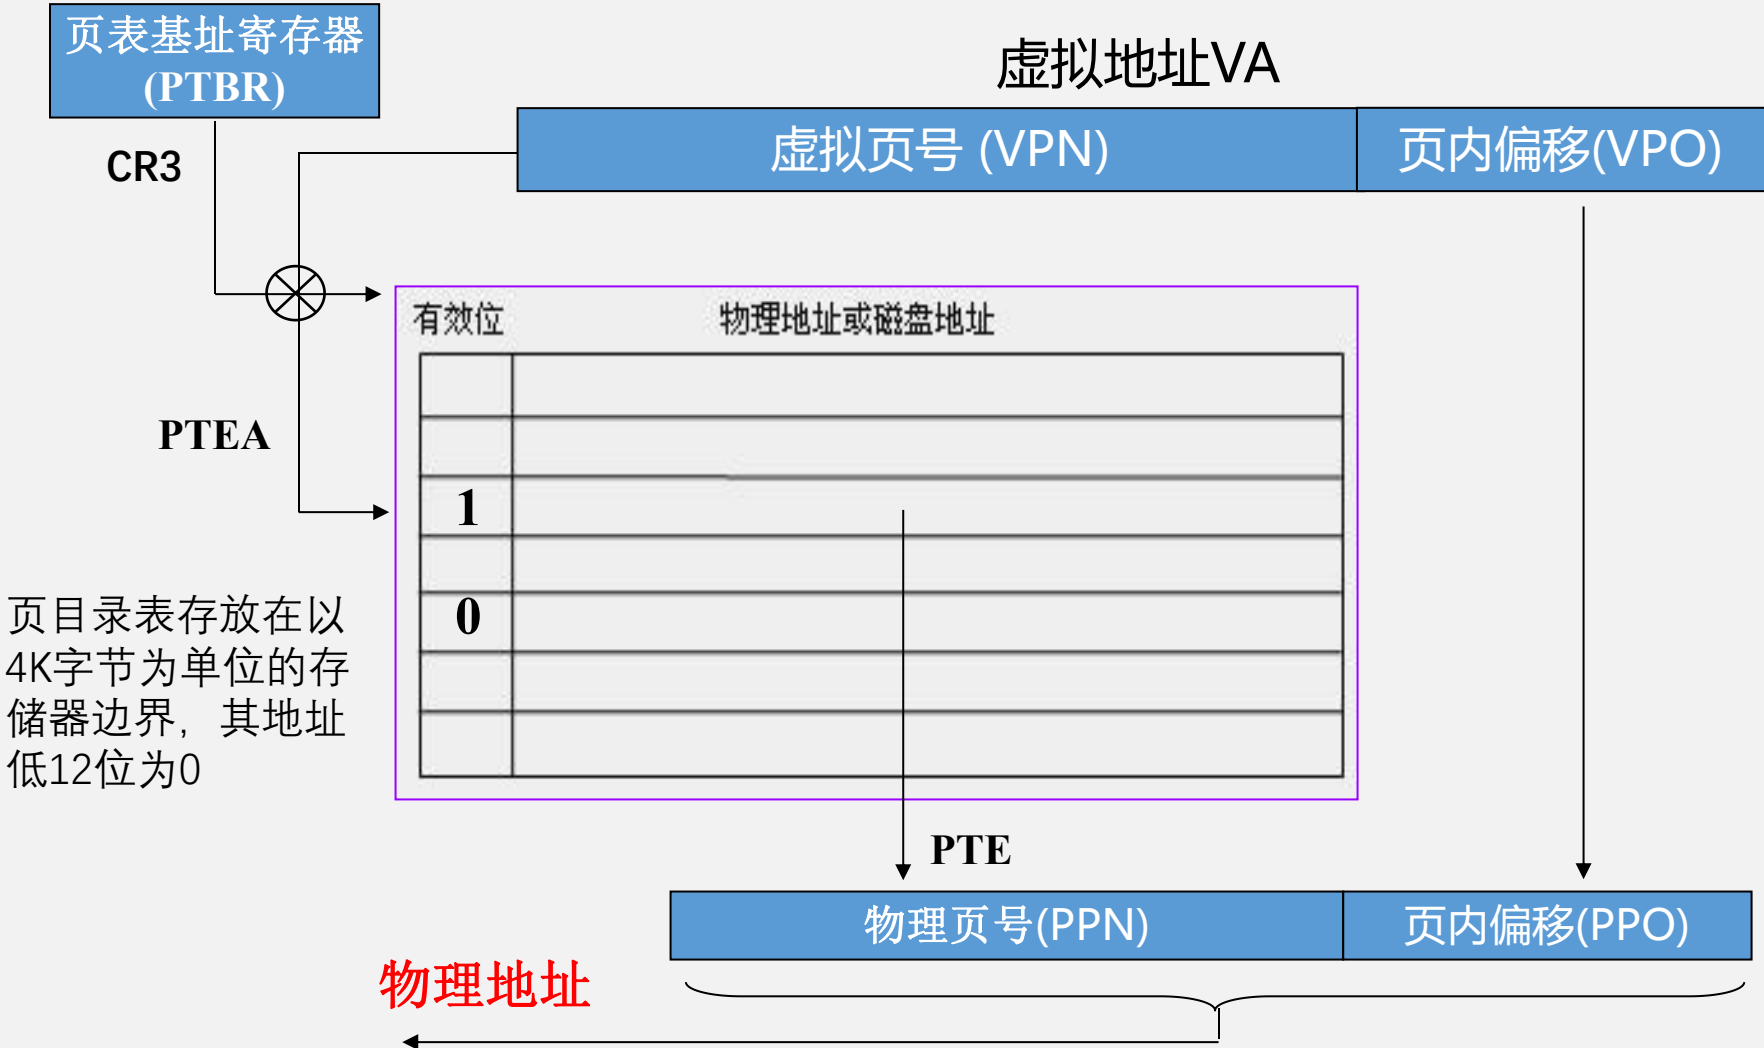 页表基址寄存器
(PTBR)
虚拟地址VA
CR3
虚拟页号 (VPN)
页内偏移(VPO)
有效位
物理地址或磁盘地址
PTEA
1
0
页目录表存放在以
4K字节为单位的存
储器边界，其地址
低12位为0
PTE
物理页号(PPN)
页内偏移(PPO)
物理地址